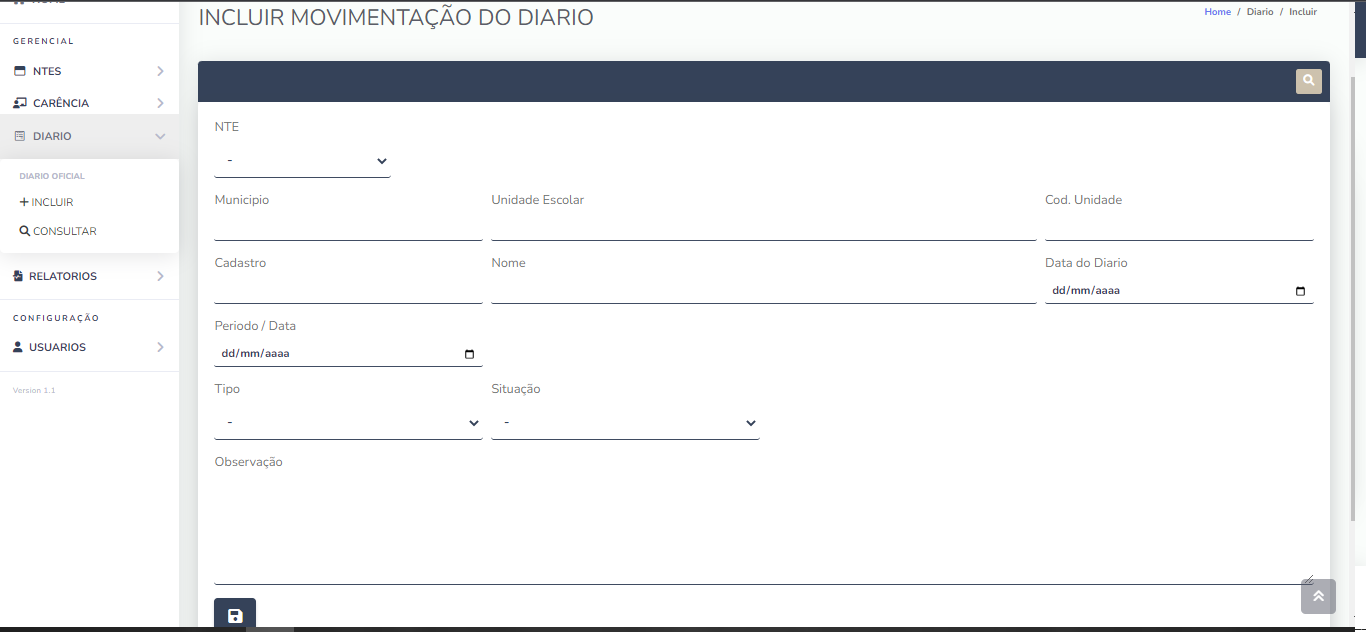 INCLUIR MOVIMENTAÇÃO DO DIARIO
Home / Diario / Incluir
GERENCIAL
NTES
CARÊNCIA
DIARIO
DIARIO OFICIAL
INCLUIR
CONSULTAR
RELATORIOS
CONFIGURAÇÃO
USUARIOS
Version 1.1
NTE
-
Municipio
Unidade Escolar
Cod. Unidade
Cadastro
Nome
Data do Diario
dd/mm/aaaa
Periodo / Data
dd/mm/aaaa
Tipo
Situação
-
-
Observação